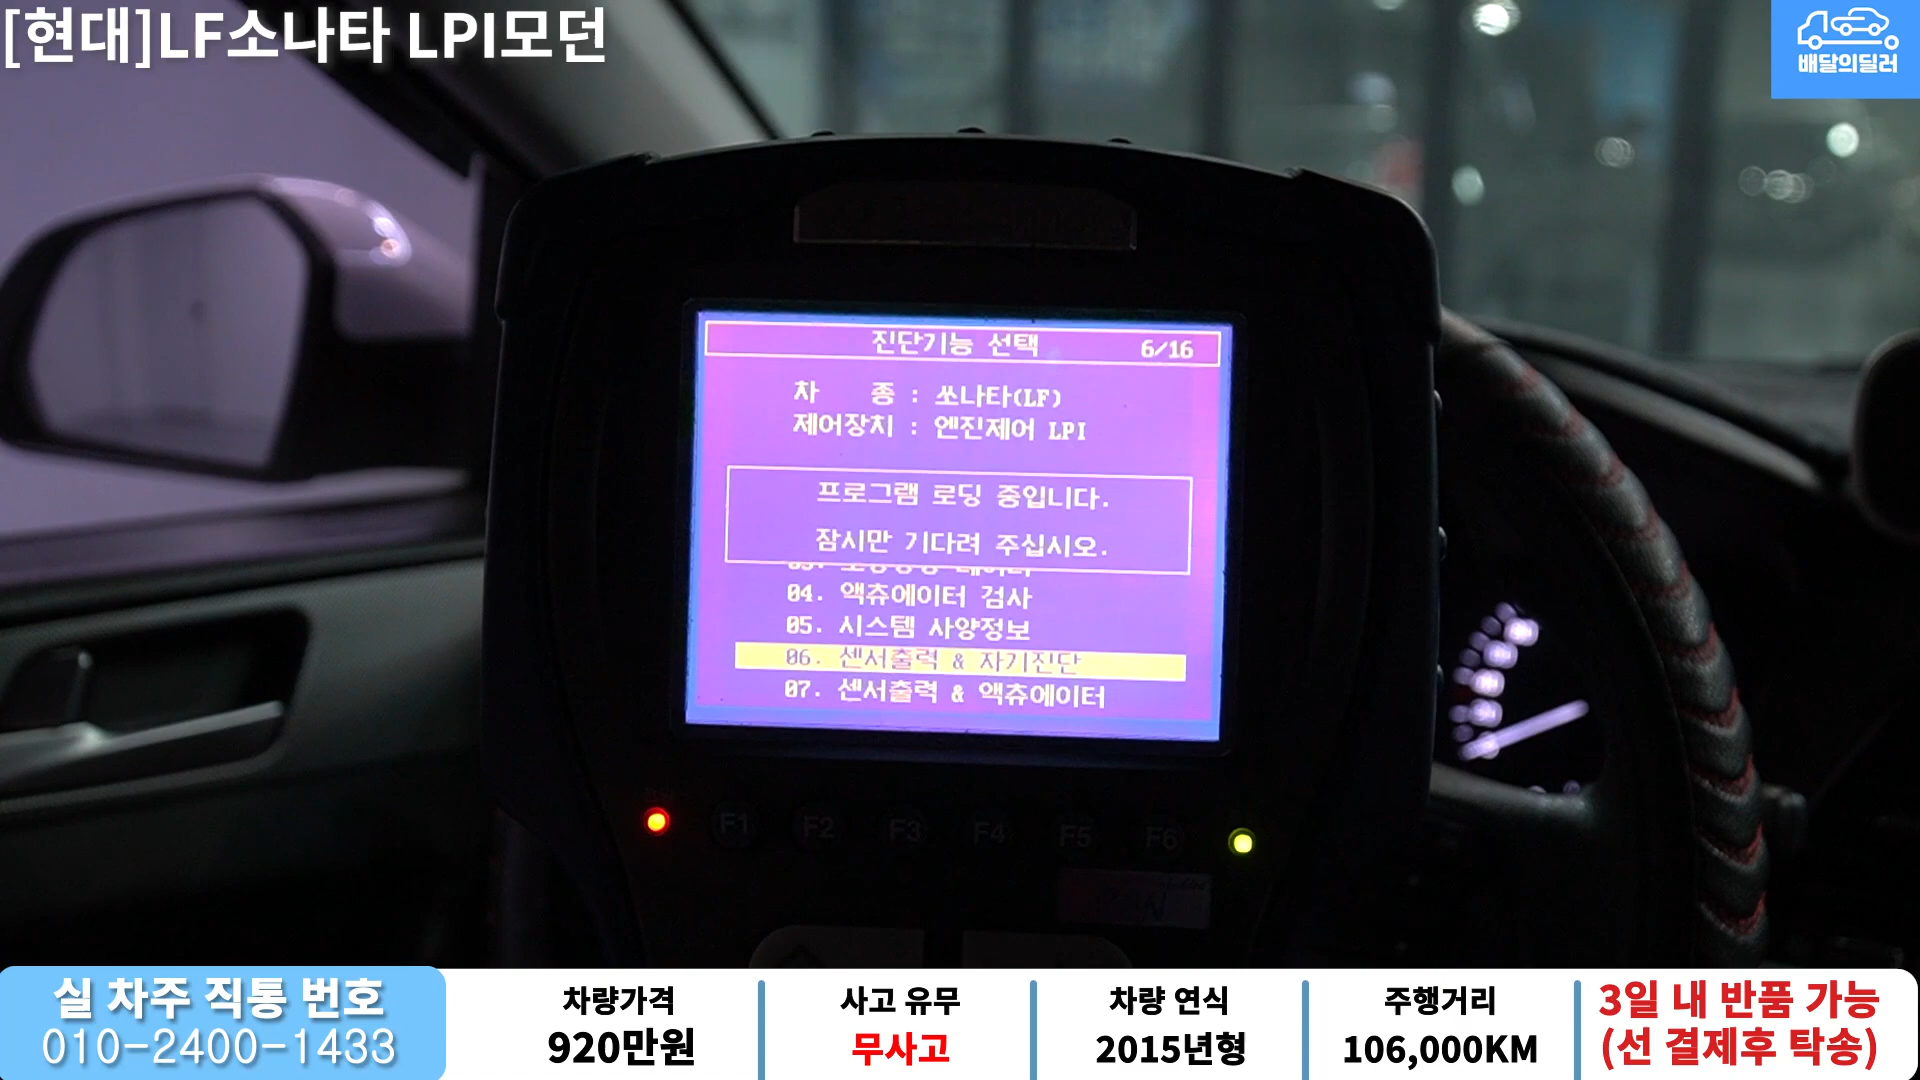 [현대]LF소나타 LPI모던
배달의딜러
진단기능 선택 6/16
차 종 : 쏘나타(LF)
제어장치 : 엔진제어 LPI
프로그램 로딩 중입니다.
잠시만 기다려 주십시오.
04. 액츄에이터 검사
05. 시스템 사양정보
06. 센서출력 & 자기진단
07. 센서출력 & 액츄에이터
F1 F2 F3 F4 F5 F6
실 차주 직통 번호
010-2400-1433
차량가격
920만원
사고 유무
무사고
차량 연식
2015년형
주행거리
106,000KM
3일 내 반품 가능
(선 결제후 탁송)